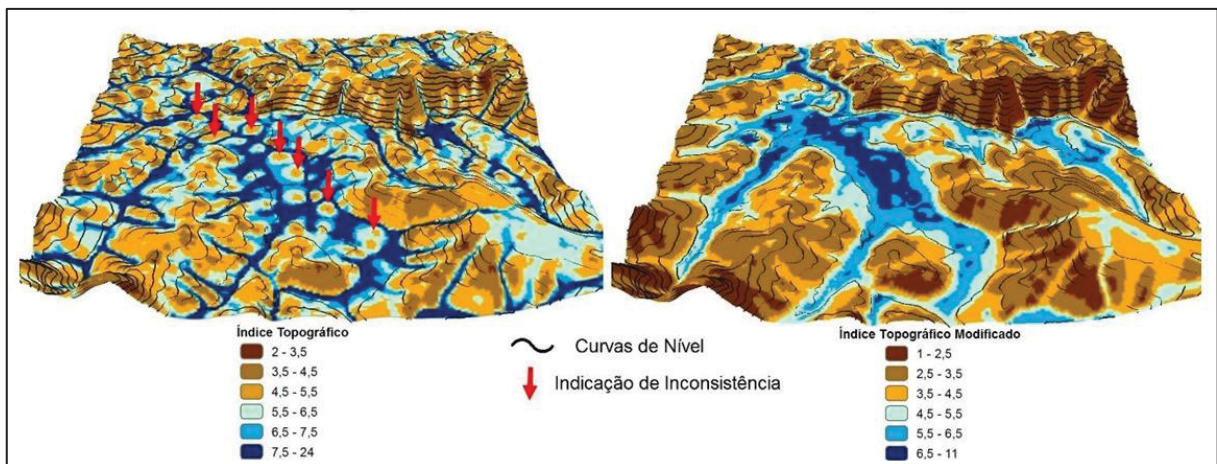 Índice Topográfico
2 - 3,5
3,5 - 4,5
4,5 - 5,5
5,5 - 6,5
6,5 - 7,5
7,5 - 24
Curvas de Nível
Indicação de Inconsistência
Índice Topográfico Modificado
1 - 2,5
2,5 - 3,5
3,5 - 4,5
4,5 - 5,5
5,5 - 6,5
6,5 - 11